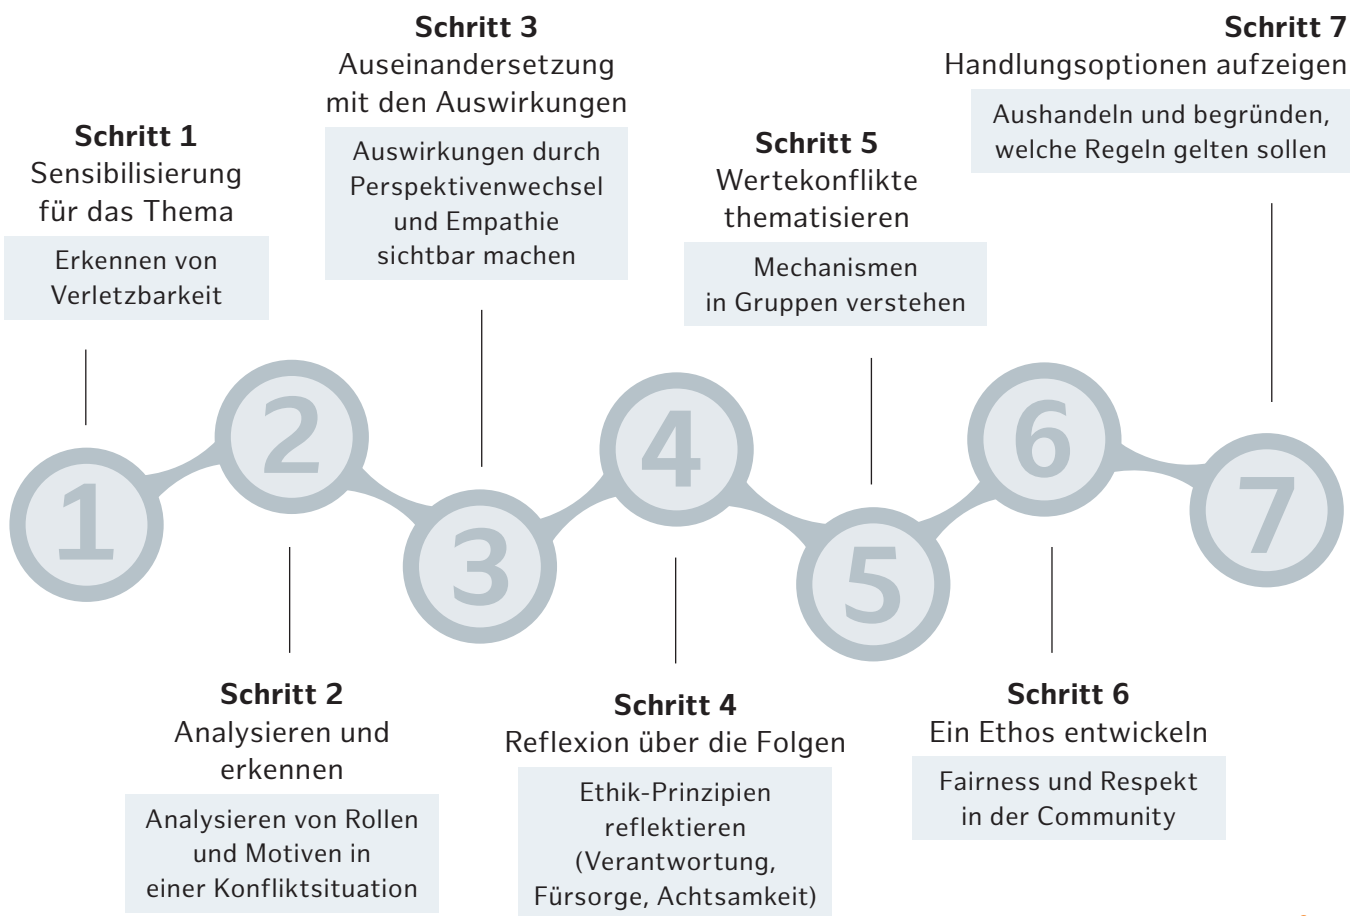 Schritt 1
Sensibilisierung
für das Thema
Erkennen von
Verletzbarkeit
Schritt 2
Analysieren und
erkennen
Analysieren von Rollen
und Motiven in
einer Konfliktsituation
Schritt 3
Auseinandersetzung
mit den Auswirkungen
Auswirkungen durch
Perspektivenwechsel
und Empathie
sichtbar machen
Schritt 4
Reflexion über die Folgen
Ethik-Prinzipien
reflektieren
(Verantwortung,
Fürsorge, Achtsamkeit)
Schritt 5
Wertekonflikte
thematisieren
Mechanismen
in Gruppen verstehen
Schritt 6
Ein Ethos entwickeln
Fairness und Respekt
in der Community
Schritt 7
Handlungsoptionen aufzeigen
Aushandeln und begründen,
welche Regeln gelten sollen
1
2
3
4
5
6
7